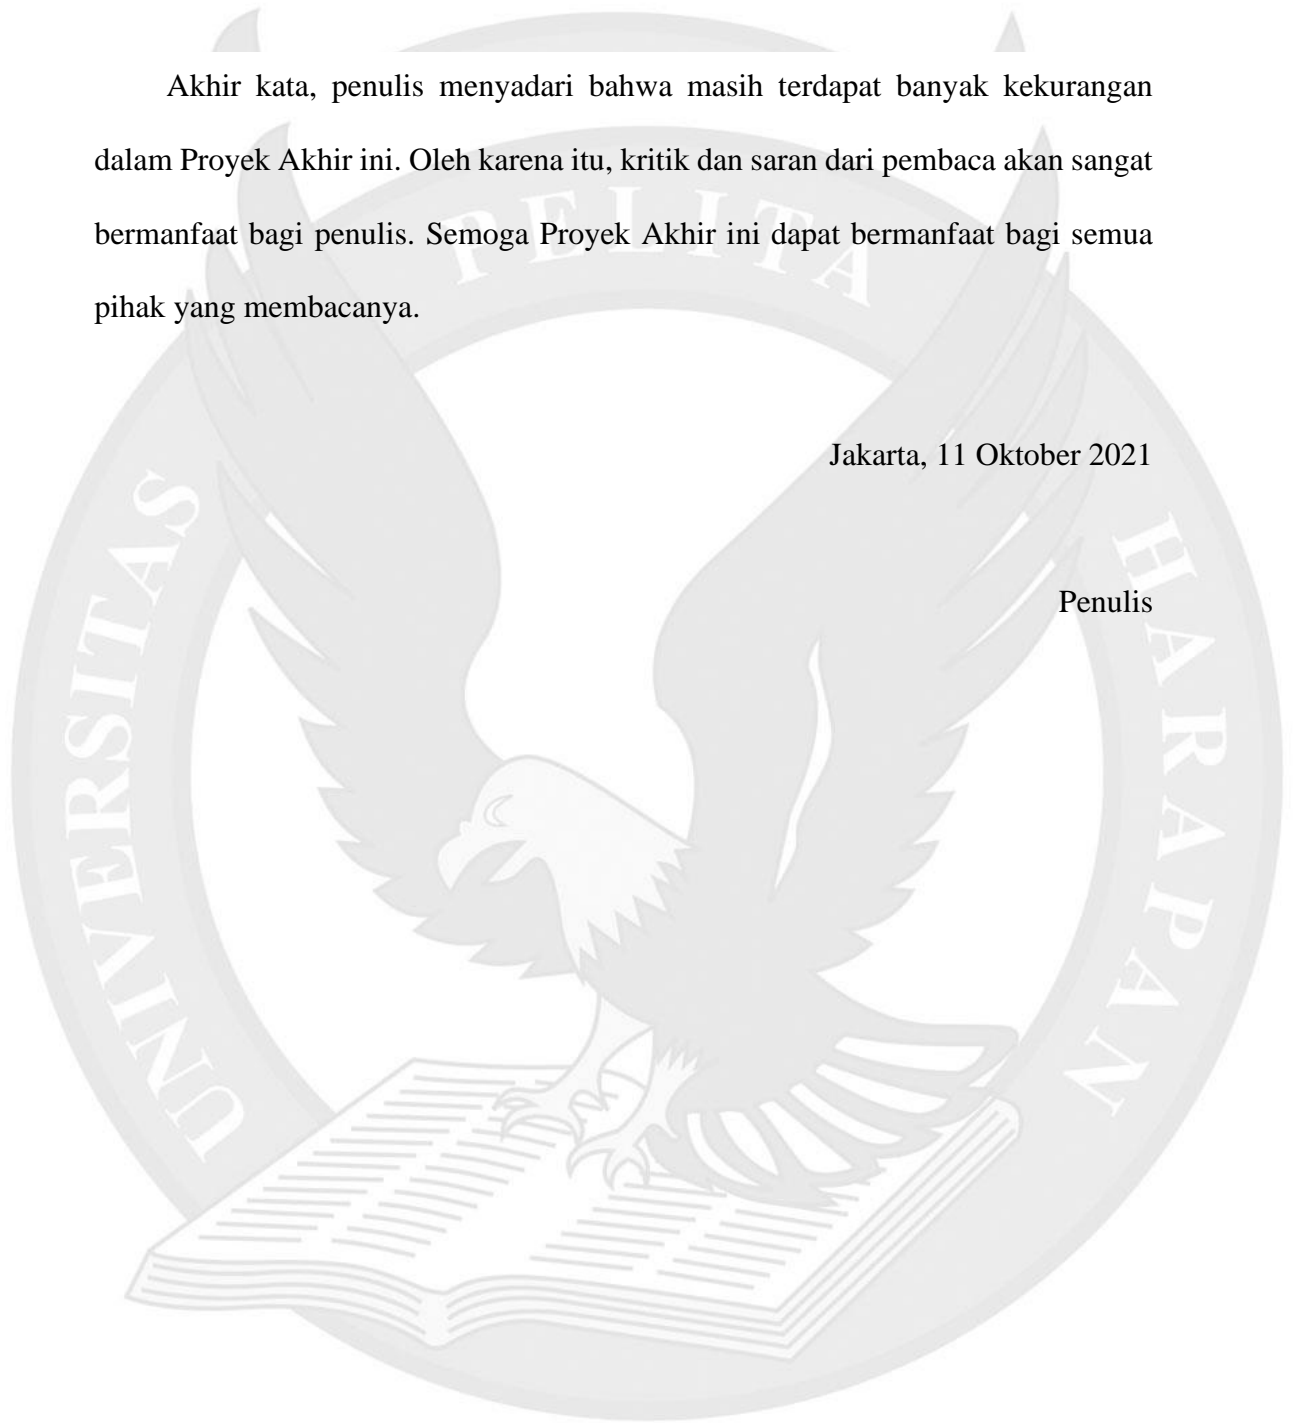 Akhir kata, penulis menyadari bahwa masih terdapat banyak kekurangan
dalam Proyek Akhir ini. Oleh karena itu, kritik dan saran dari pembaca akan sangat
bermanfaat bagi penulis. Semoga Proyek Akhir ini dapat bermanfaat bagi semua
pihak yang membacanya.
Jakarta, 11 Oktober 2021
Penulis
UNIVERSITAS
PELITA
HARAPAN